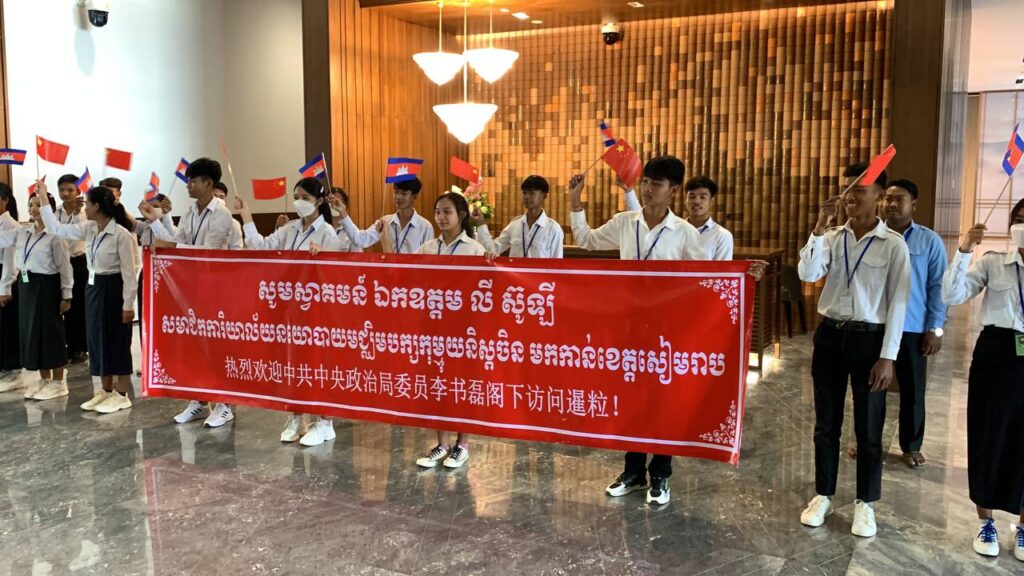 សូមស្វាគមន៍ ឯកឧត្តម លី ស៊ូឡី
សមាជិកការិយាល័យនយោបាយមជ្ឈិមបក្សកុម្មុយនិស្តចិន មកកាន់ខេត្តសៀមរាប
热烈欢迎中共中央政治局委员李书磊阁下访问暹粒！